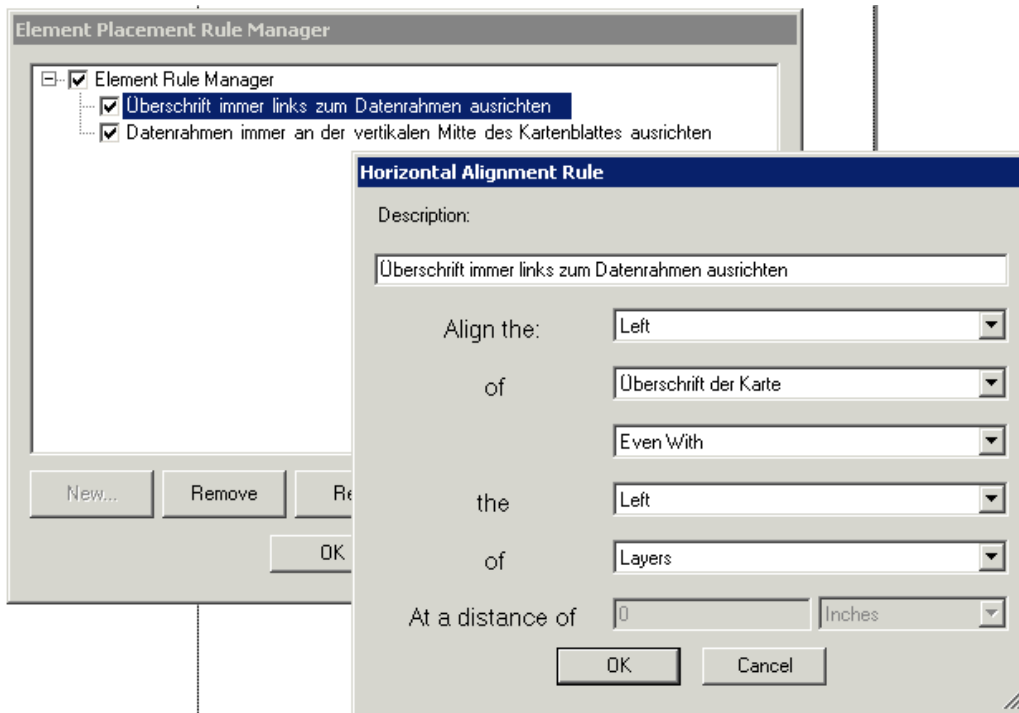 Element Placement Rule Manager
Element Rule Manager
Überschrift immer links zum Datenrahmen ausrichten
Datenrahmen immer an der vertikalen Mitte des Kartenblattes ausrichten
New...
Remove
OK
Horizontal Alignment Rule
Description:
Überschrift immer links zum Datenrahmen ausrichten
Align the:
Left
of
Überschrift der Karte
Even With
the
Left
of
Layers
At a distance of
0
Inches
OK
Cancel